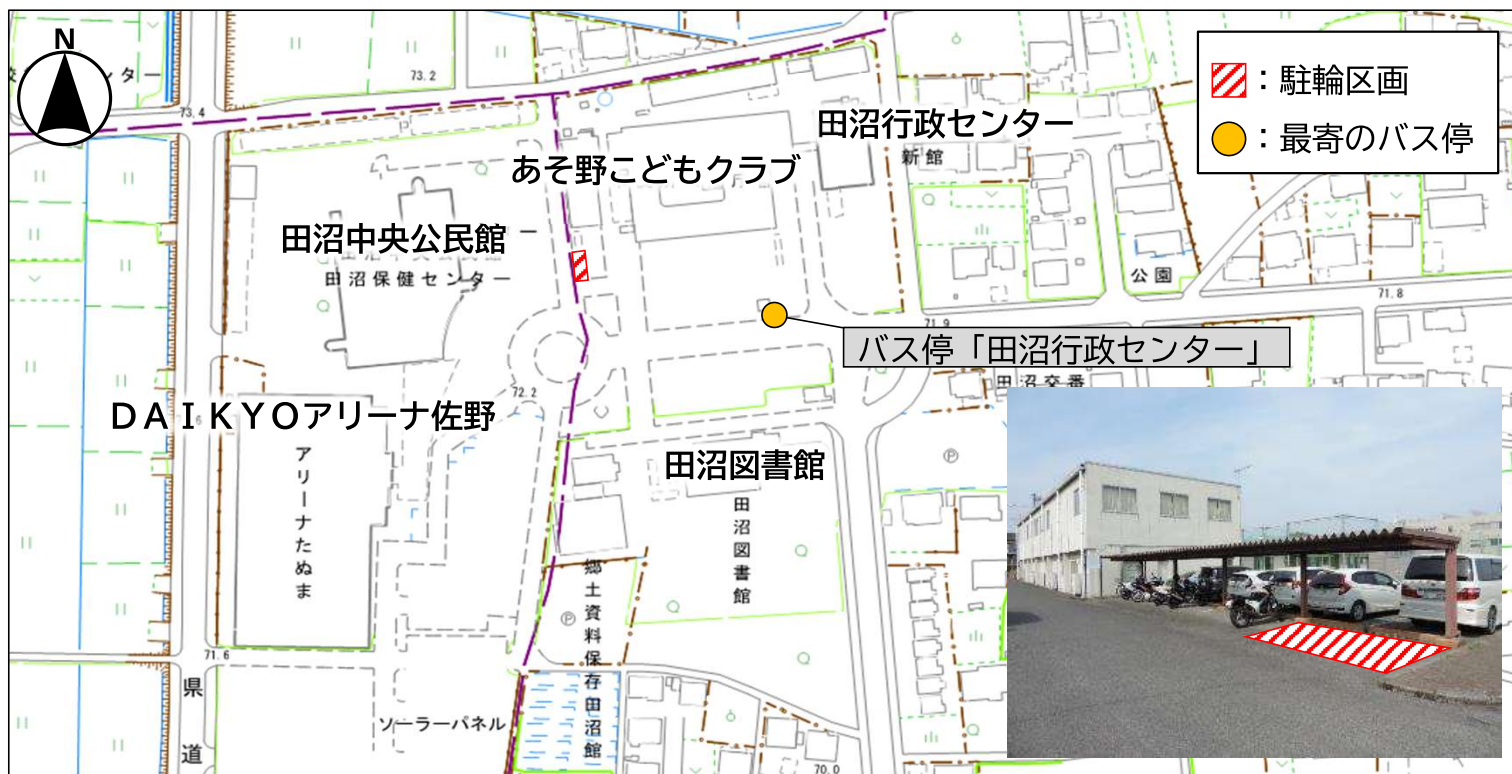 N
：駐輪区画
：最寄のバス停
ター
73.2
73.4
P
田沼行政センター
新館
あそ野こどもクラブ
田沼中央公民館
田沼保健センター
公園
71.8
71.9
バス停「田沼行政センター」
田沼交番
72.2
ＤＡＩＫＹＯアリーナ佐野
アリーナたぬま
田沼図書館
田沼図書館
P
郷土資料保存田沼館
P
71.6
県道
ソーラーパネル
70.0